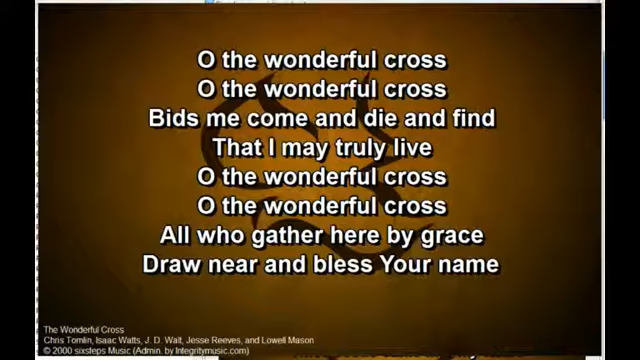 O the wonderful cross
O the wonderful cross
Bids me come and die and find
That I may truly live
O the wonderful cross
O the wonderful cross
All who gather here by grace
Draw near and bless Your name
The Wonderful Cross
Chris Tomlin, Isaac Watts, J. D. Walt, Jesse Reeves, and Lowell Mason
© 2000 sixsteps Music (Admin. by Integritymusic.com)